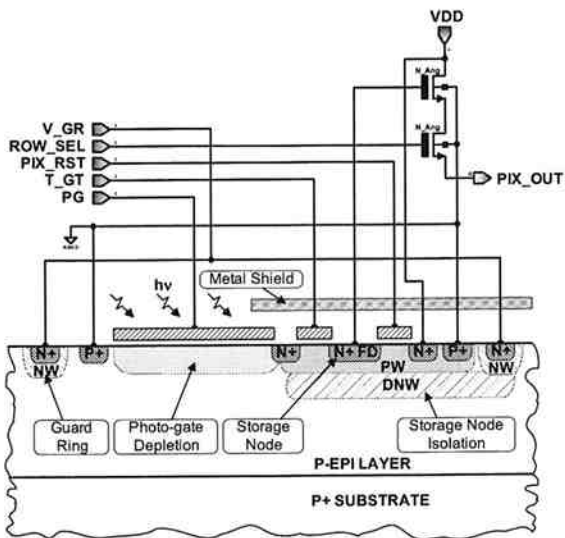 VDD
N_Ang
V_GR
ROW_SEL
N_Ang
PIX_RST
T_GT
PIX_OUT
PG
hν
Metal Shield
N+
P+
N+
N+ FD
N+
P+
N+
NW
PW
NW
DNW
Guard
Ring
Photo-gate
Depletion
Storage
Node
Storage Node
Isolation
P-EPI LAYER
P+ SUBSTRATE